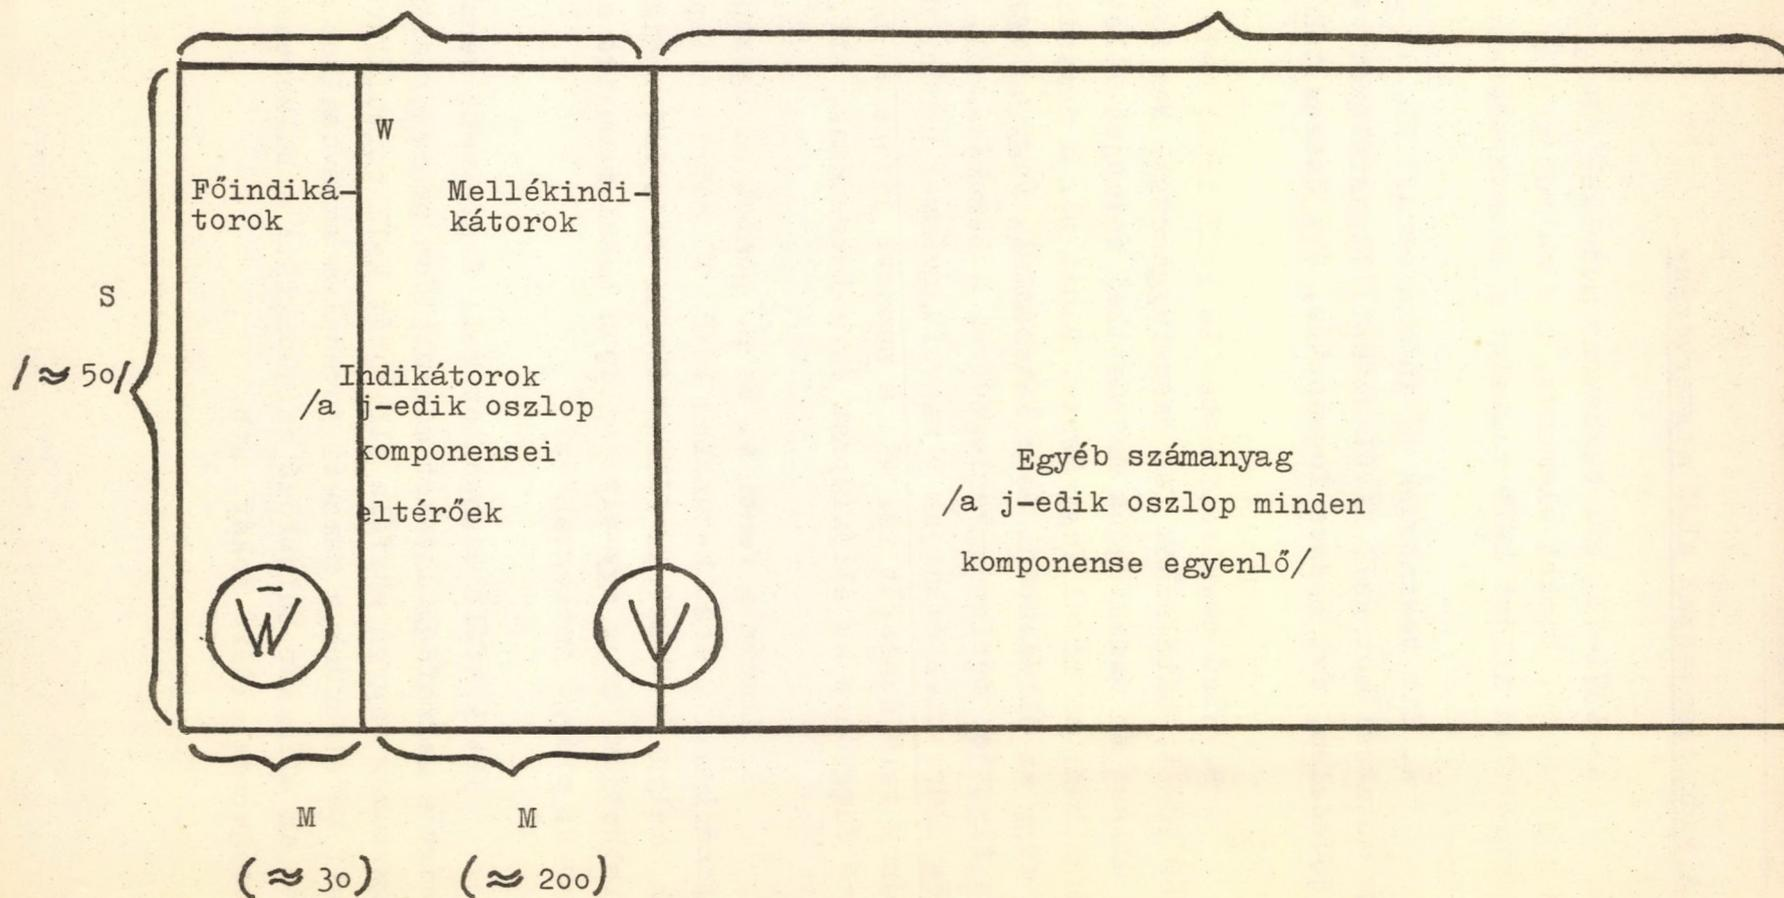 W
Főindiká-
torok
Mellékindi-
kátorok
S
/≈ 50/
Indikátorok
/a j-edik oszlop
komponensei
eltérőek
Egyéb számanyag
/a j-edik oszlop minden
komponense egyenlő/
W̄
V
M
M
(≈ 30)
(≈ 200)